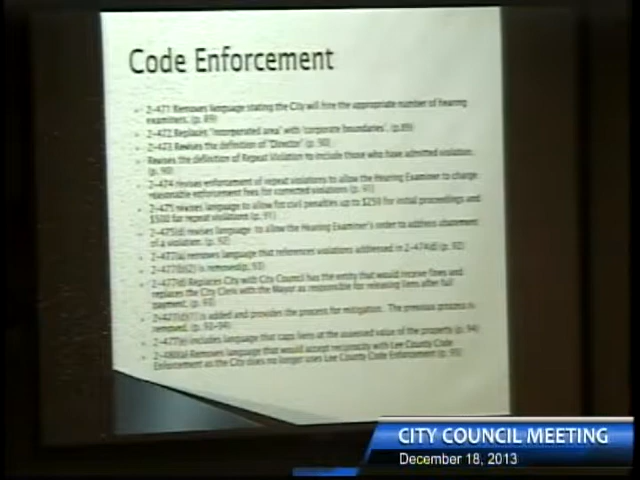 Code Enforcement
2-471 Removes language stating the City will hire the appropriate number of hearing
examiners. (p. 89)
2-472 Replaces "incorporated area" with "corporate boundaries". (p.89)
2-473 Revises the definition of "Director" (p. 90)
Revises the definition of Repeat Violation to include those who have admitted violation.
(p. 90)
2-474 revises enforcement of repeat violations to allow the Hearing Examiner to charge
reasonable enforcement fees for corrected violations (p. 91)
2-475 revises language to allow for civil penalties up to $250 for initial proceedings and
$500 for repeat violations (p. 91)
2-475(d) revises language to allow the Hearing Examiner's order to address abatement
of a violation. (p. 92)
2-477(a) removes language that references violations addressed in 2-474(d) (p. 92)
is removed(p. 93)
Replaces City with City Council has the entity that would receive fines and
replaces the City Clerk with the Mayor as responsible for releasing liens after full
payment. (p. 93)
is added and provides the process for mitigation. The previous process is
removed. (p. 93-94)
2-477(e) includes language that caps liens at the assessed value of the property (p. 94)
Removes language that would accept reciprocity with Lee County Code
Enforcement as the City does no longer uses Lee County Code Enforcement (p. 95)
CITY COUNCIL MEETING
December 18, 2013